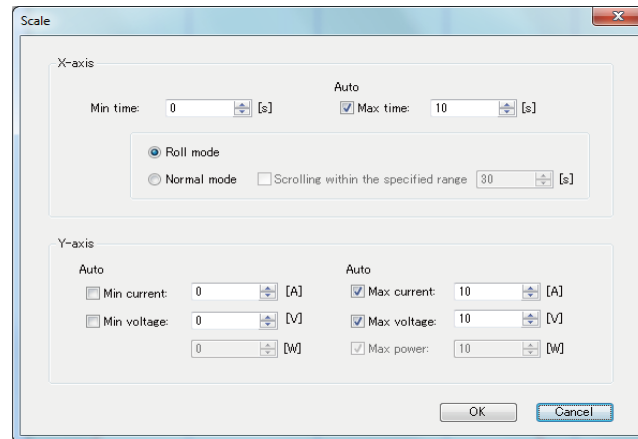 Scale
X-axis
Auto
Min time: 0 [s] Max time: 10 [s]
Roll mode
Normal mode Scrolling within the specified range 30 [s]
Y-axis
Auto Auto
Min current: 0 [A] Max current: 10 [A]
Min voltage: 0 [V] Max voltage: 10 [V]
0 [W] Max power: 10 [W]
OK Cancel